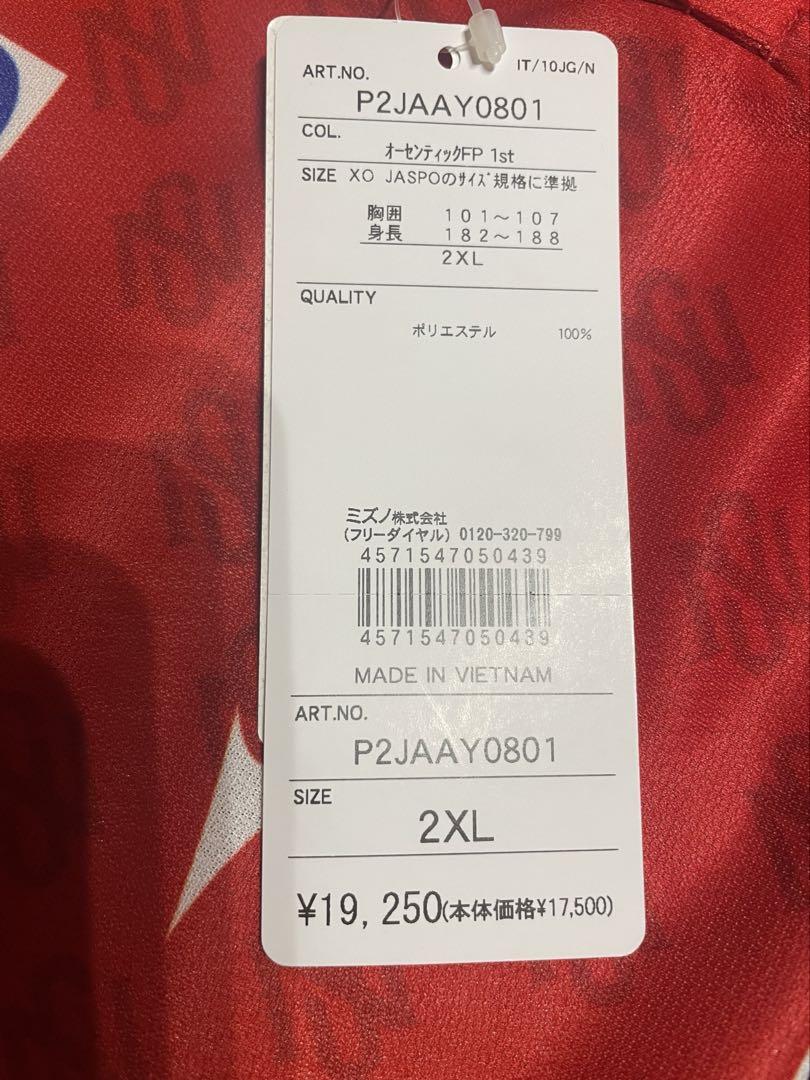 IT/10JG/N
ART.NO.
P2JAAY0801
COL.
ｵｰｾﾝﾃｨｯｸFP 1st
SIZE XO JASPOのｻｲｽﾞ規格に準拠
胸囲 101～107
身長 182～188
2XL
QUALITY
ポリエステル 100%
ミズノ株式会社
(フリーダイヤル) 0120-320-799
4571547050439
4571547050439
MADE IN VIETNAM
ART.NO.
P2JAAY0801
SIZE
2XL
¥19,250(本体価格¥17,500)